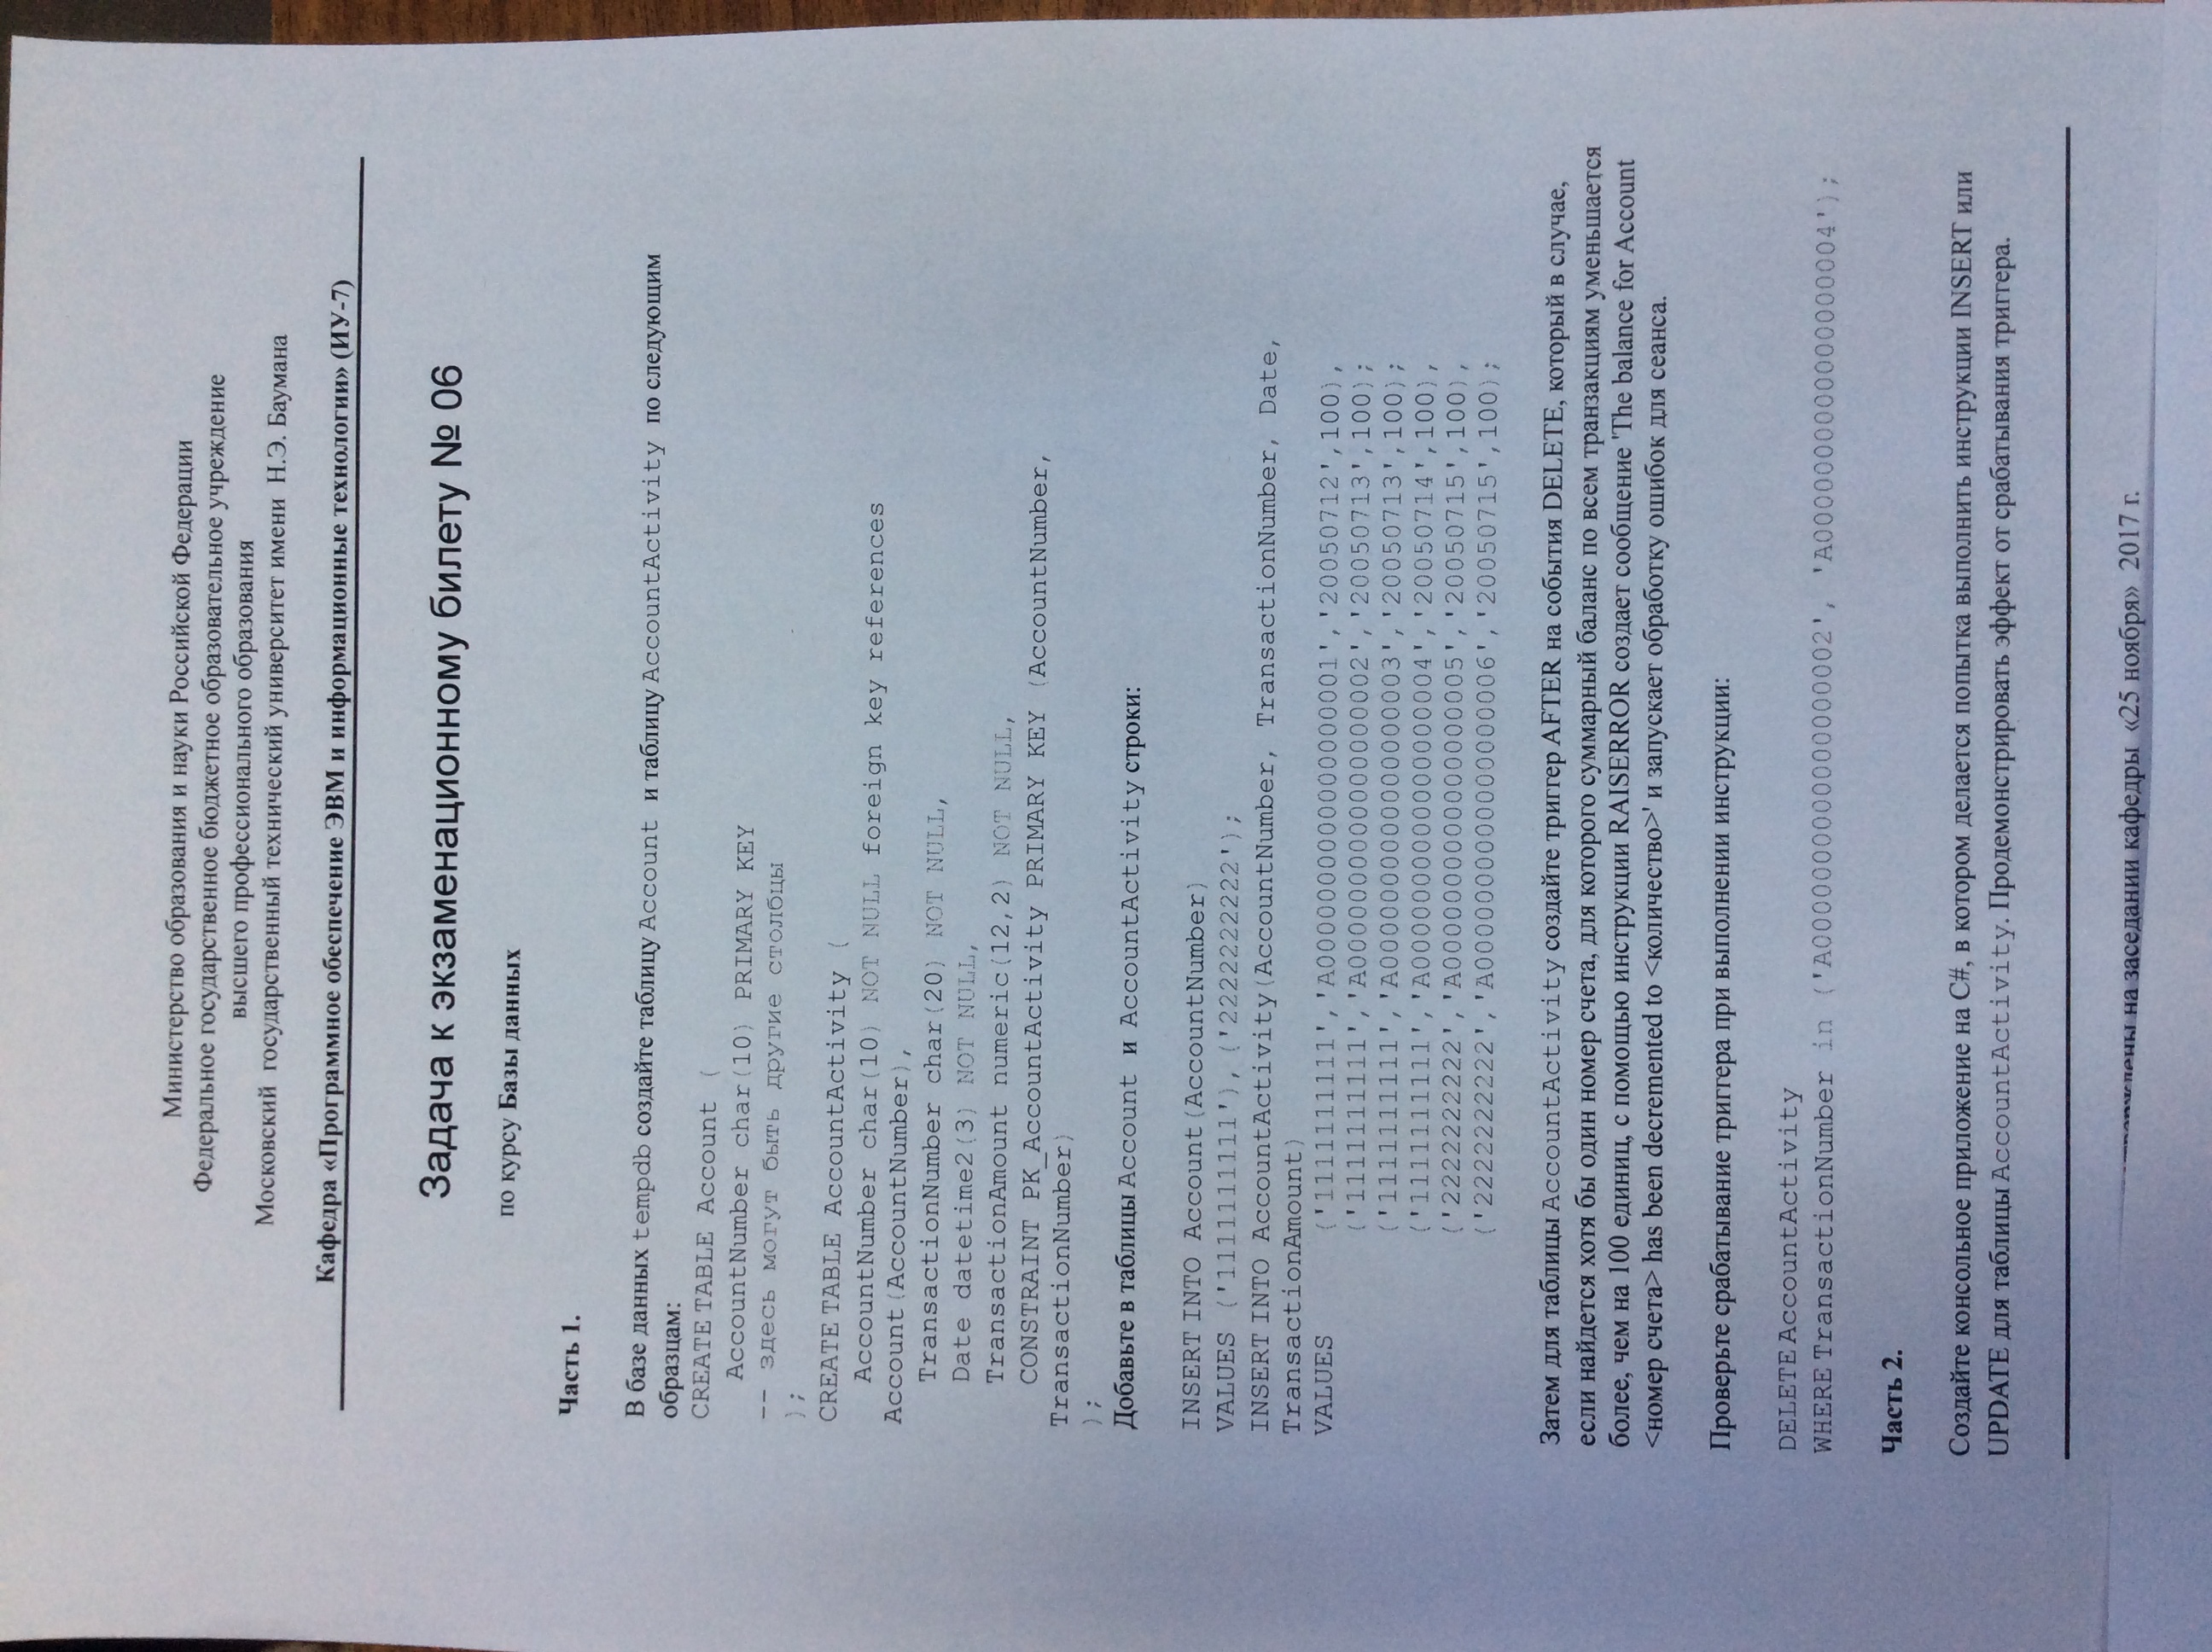 Министерство образования и науки Российской Федерации
Федеральное государственное бюджетное образовательное учреждение
высшего профессионального образования
Московский государственный технический университет имени Н.Э. Баумана
Кафедра «Программное обеспечение ЭВМ и информационные технологии» (ИУ-7)
Задача к экзаменационному билету № 06
по курсу Базы данных
Часть 1.
В базе данных tempdb создайте таблицу Account и таблицу AccountActivity по следующим
образцам:
CREATE TABLE Account (
AccountNumber char(10) PRIMARY KEY
-- здесь могут быть другие столбцы
);
CREATE TABLE AccountActivity (
AccountNumber char(10) NOT NULL foreign key references
Account(AccountNumber),
TransactionNumber char(20) NOT NULL,
Date datetime2(3) NOT NULL,
TransactionAmount numeric(12,2) NOT NULL,
CONSTRAINT PK_AccountActivity PRIMARY KEY (AccountNumber,
TransactionNumber)
);
Добавьте в таблицы Account и AccountActivity строки:
INSERT INTO Account(AccountNumber)
VALUES ('1111111111'),('2222222222');
INSERT INTO AccountActivity(AccountNumber, TransactionNumber, Date,
TransactionAmount)
VALUES ('1111111111','A0000000000000000001','20050712',100),
('1111111111','A0000000000000000002','20050713',100);
('1111111111','A0000000000000000003','20050713',100);
('1111111111','A0000000000000000004','20050714',100),
('2222222222','A0000000000000000005','20050715',100),
('2222222222','A0000000000000000006','20050715',100);
Затем для таблицы AccountActivity создайте триггер AFTER на события DELETE, который в случае,
если найдется хотя бы один номер счета, для которого суммарный баланс по всем транзакциям уменьшается
более, чем на 100 единиц, с помощью инструкции RAISERROR создает сообщение 'The balance for Account
<номер счета> has been decremented to <количество>' и запускает обработку ошибок для сеанса.
Проверьте срабатывание триггера при выполнении инструкции:
DELETE AccountActivity
WHERE TransactionNumber in ('A0000000000000000002', 'A0000000000000000004');
Часть 2.
Создайте консольное приложение на C#, в котором делается попытка выполнить инструкции INSERT или
UPDATE для таблицы AccountActivity. Продемонстрировать эффект от срабатывания триггера.
на заседании кафедры «25 ноября» 2017 г.